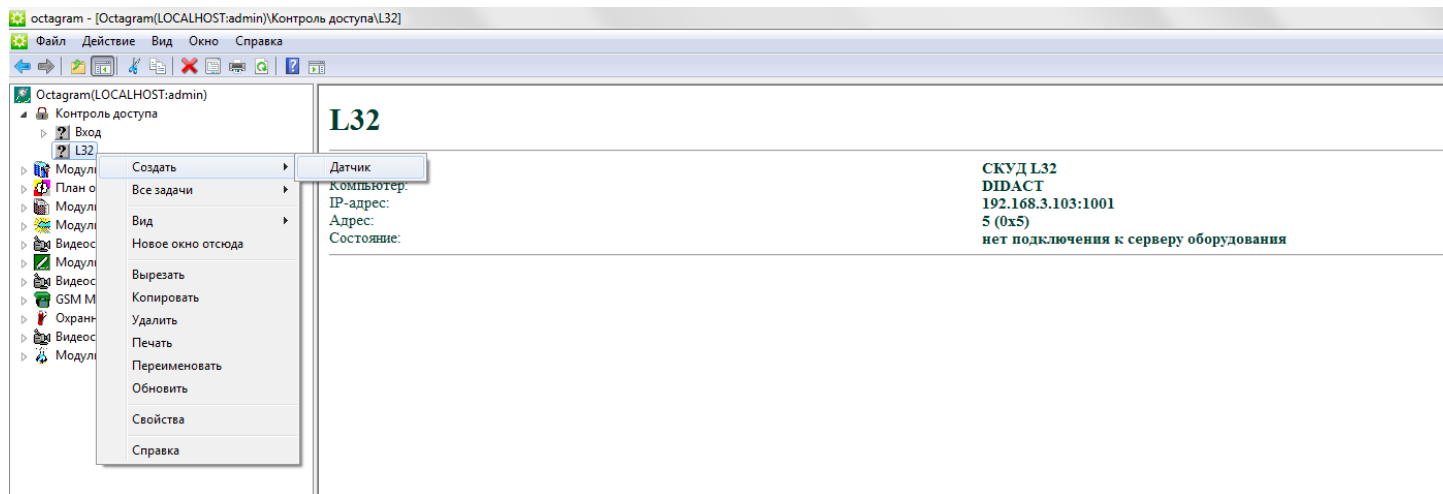 octagram - [Octagram(LOCALHOST:admin)\Контроль доступа\L32]
Файл Действие Вид Окно Справка
Octagram(LOCALHOST:admin)
Контроль доступа
Вход
L32
Модул
План о
Модул
Модул
Видеос
Модул
Видеос
GSM М
Охранн
Видеос
Модул
Создать
Все задачи
Вид
Новое окно отсюда
Вырезать
Копировать
Удалить
Печать
Переименовать
Обновить
Свойства
Справка
Датчик
L32
СКУД L32
Компьютер: DIDACT
IP-адрес: 192.168.3.103:1001
Адрес: 5 (0x5)
Состояние: нет подключения к серверу оборудования